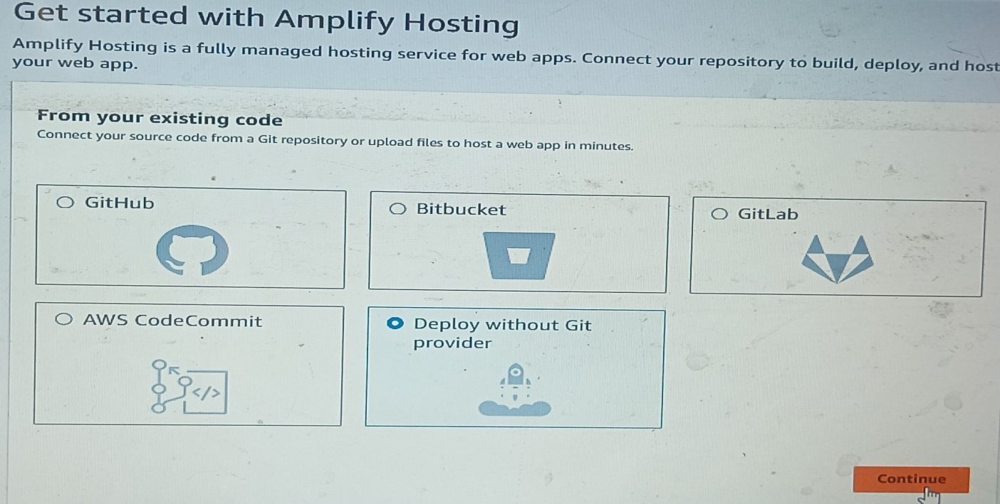 Get started with Amplify Hosting
Amplify Hosting is a fully managed hosting service for web apps. Connect your repository to build, deploy, and host
your web app.
From your existing code
Connect your source code from a Git repository or upload files to host a web app in minutes.
GitHub
Bitbucket
GitLab
AWS CodeCommit
</>
Deploy without Git
provider
Continue